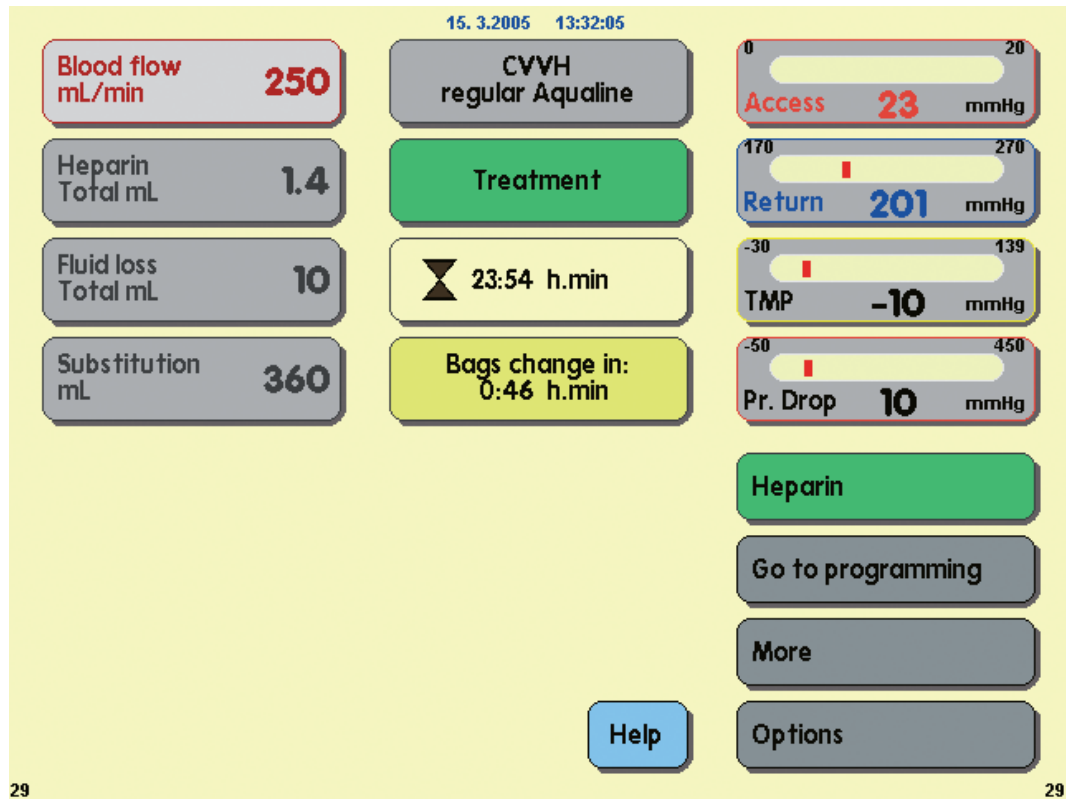 15. 3.2005 13:32:05
Blood flow
mL/min 250
Heparin
Total mL 1.4
Fluid loss
Total mL 10
Substitution
mL 360
CVVH
regular Aqualine
Treatment
23:54 h.min
Bags change in:
0:46 h.min
0 20
Access 23 mmHg
170 270
Return 201 mmHg
-30 139
TMP -10 mmHg
-50 450
Pr. Drop 10 mmHg
Heparin
Go to programming
More
Help
Options
29 29